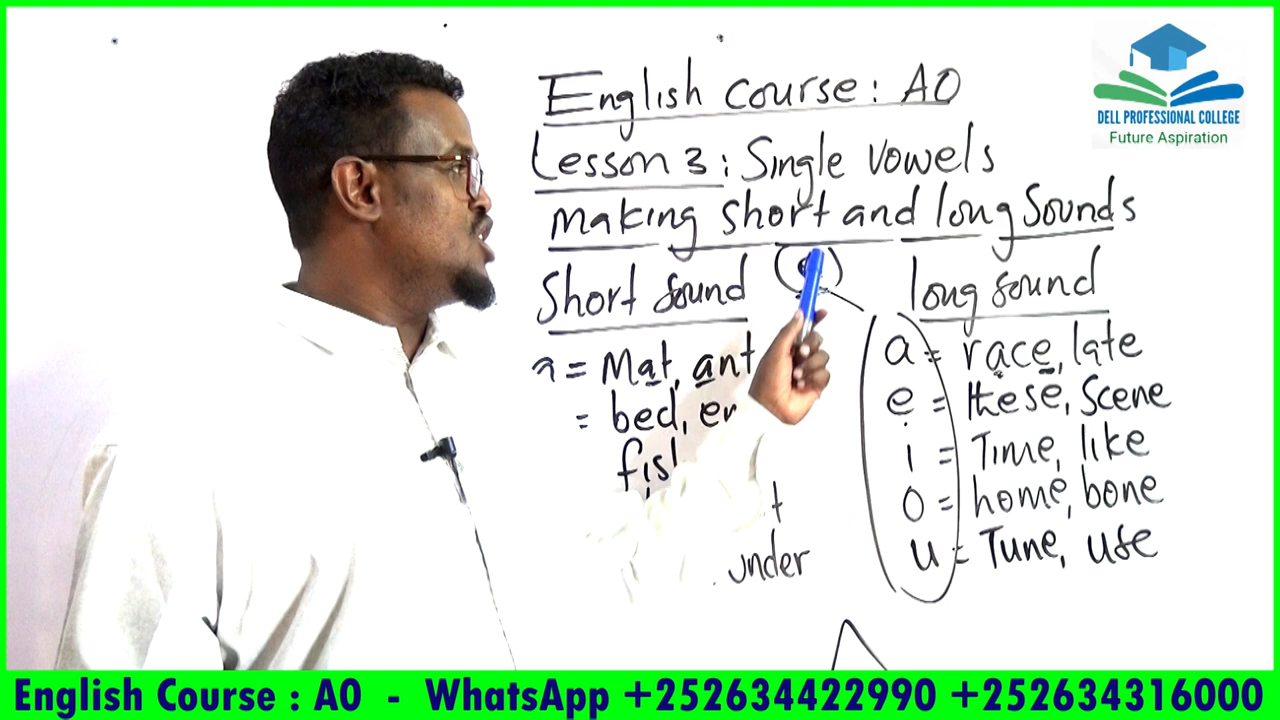 English course: A0
DELL PROFESSIONAL COLLEGE
Future Aspiration
Lesson 3: Single vowels
making short and long Sounds
Short Sound
long sound
a = Mat, ant
a = race, late
= bed,
e = these, Scene
i = Time, like
o = home, bone
under
u = Tune, use
English Course : A0 - WhatsApp +252634422990 +252634316000